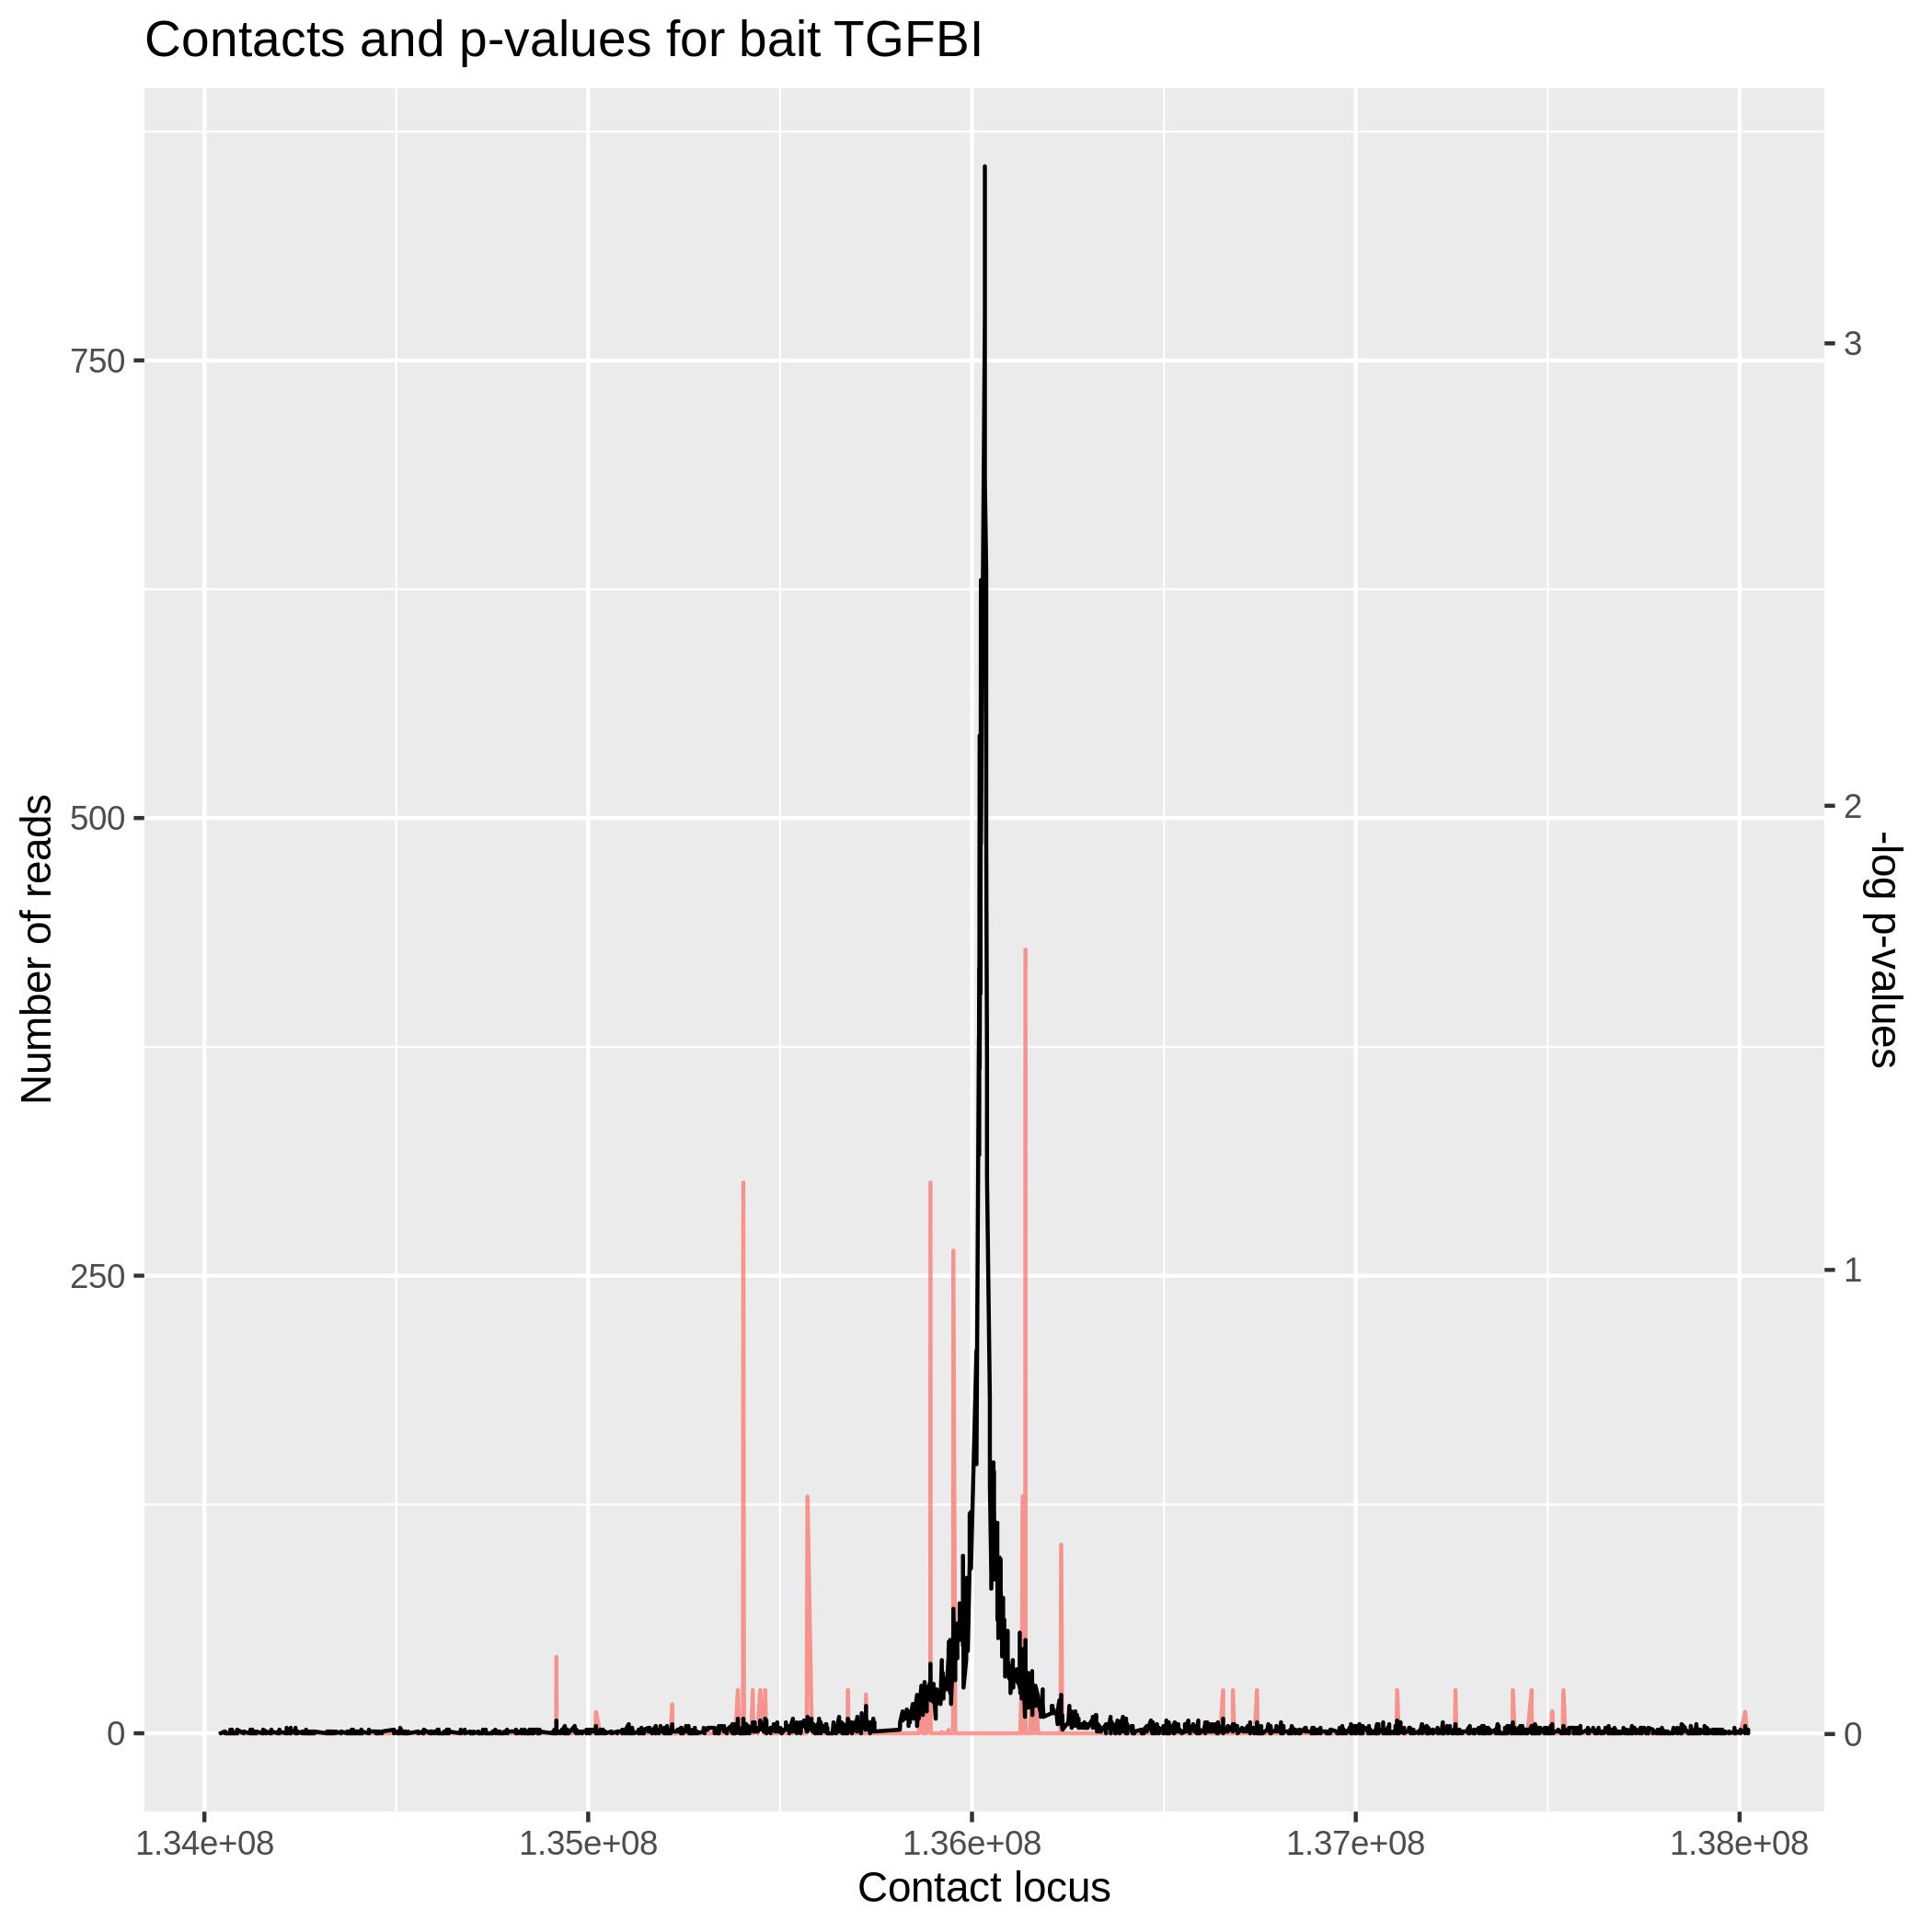 Contacts and p-values for bait TGFBI
750
500
250
0
3
2
1
0
Number of reads
-log p-values
1.34e+08
1.35e+08
1.36e+08
1.37e+08
1.38e+08
Contact locus